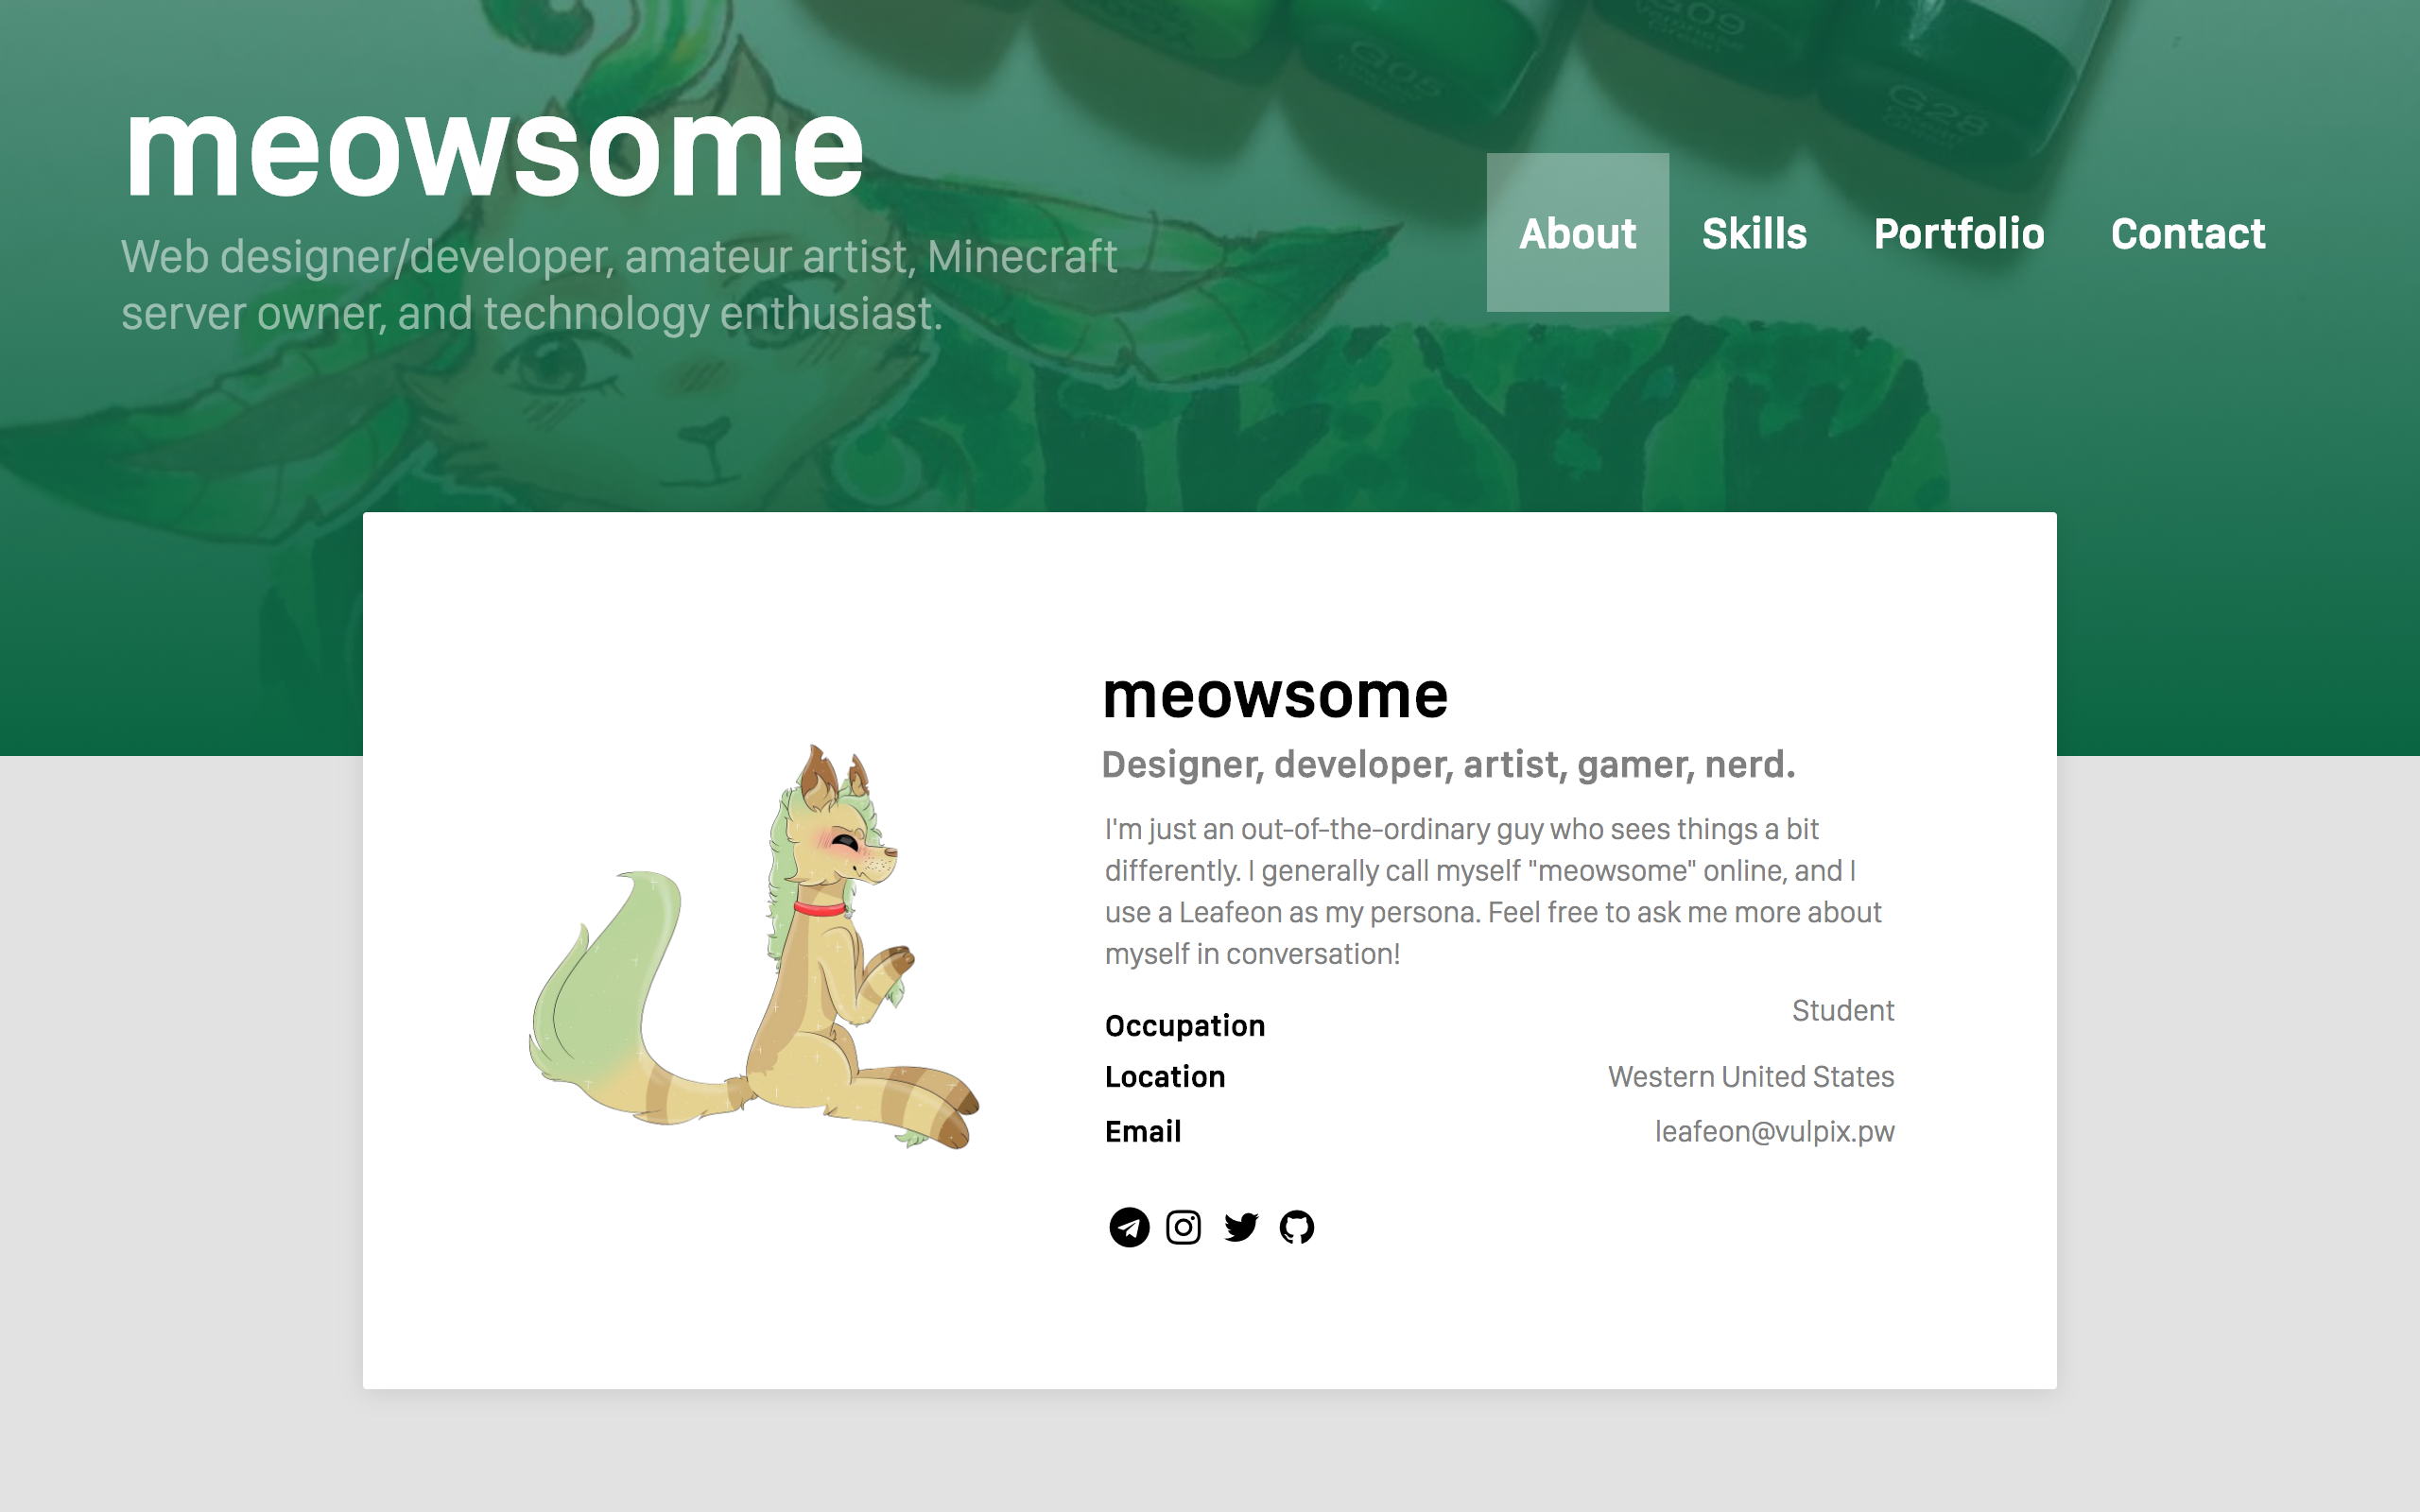 meowsome
Web designer/developer, amateur artist, Minecraft
server owner, and technology enthusiast.
About Skills Portfolio Contact
G05
G09
G28
meowsome
Designer, developer, artist, gamer, nerd.
I'm just an out-of-the-ordinary guy who sees things a bit
differently. I generally call myself "meowsome" online, and I
use a Leafeon as my persona. Feel free to ask me more about
myself in conversation!
Occupation Student
Location Western United States
Email leafeon@vulpix.pw